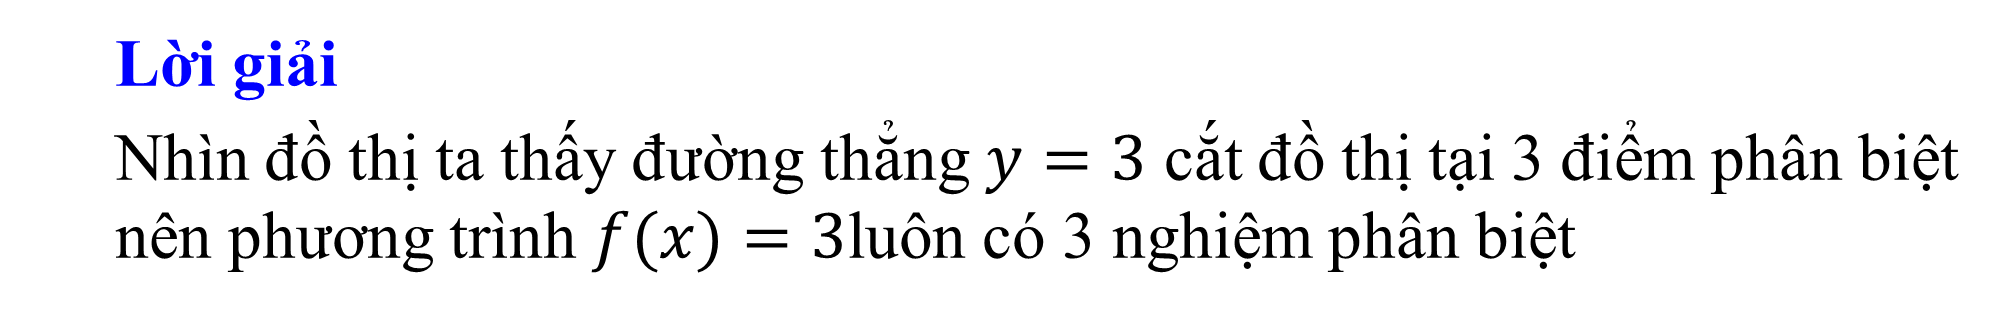 Lời giải
Nhìn đồ thị ta thấy đường thẳng y = 3 cắt đồ thị tại 3 điểm phân biệt
nên phương trình f(x) = 3luôn có 3 nghiệm phân biệt